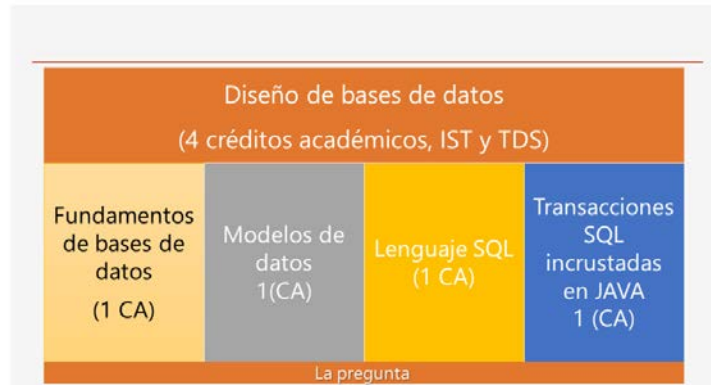 Diseño de bases de datos
(4 créditos académicos, IST y TDS)
Fundamentos
de bases de
datos
(1 CA)
Modelos de
datos
1(CA)
Lenguaje SQL
(1 CA)
Transacciones
SQL
incrustadas
en JAVA
1 (CA)
La pregunta